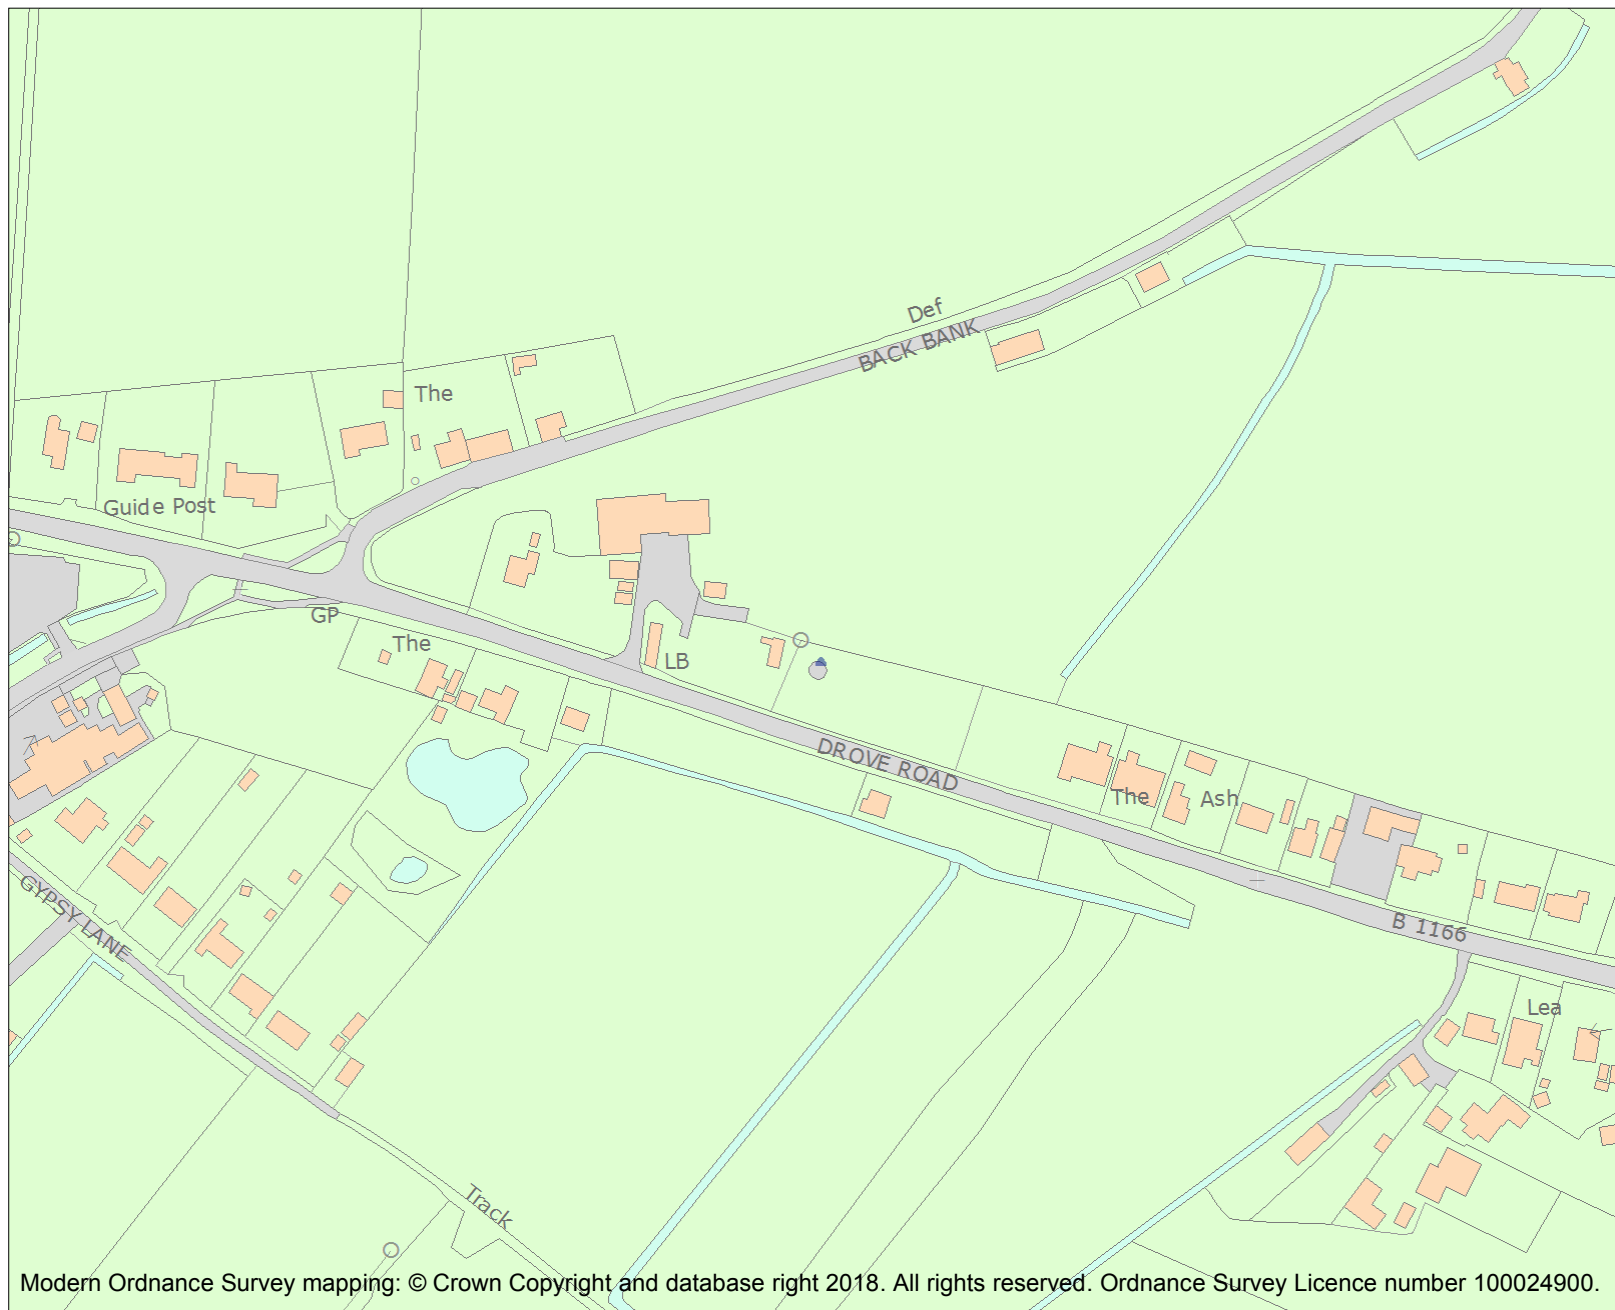 Def
BACK BANK
The
Guide Post
GP
The
LB
DROVE ROAD
The
Ash
GYPSY LANE
B 1166
Lea
Track
Modern Ordnance Survey mapping: © Crown Copyright and database right 2018. All rights reserved. Ordnance Survey Licence number 100024900.